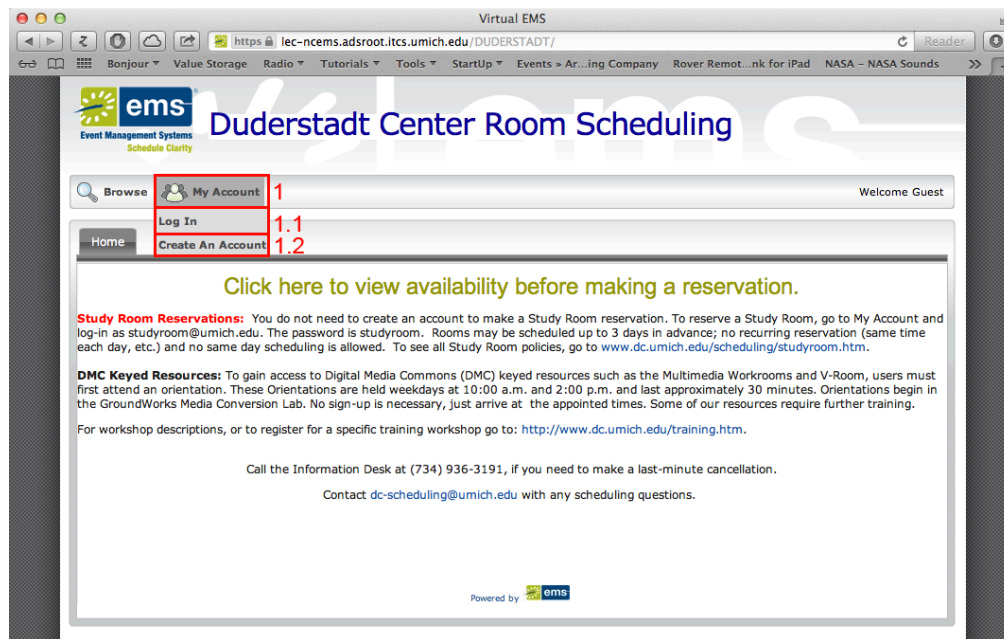 Virtual EMS
https lec-ncems.adsroot.itcs.umich.edu/DUDERSTADT/ Reader
Bonjour Value Storage Radio Tutorials Tools StartUp Events » Ar...ing Company Rover Remot...nk for iPad NASA - NASA Sounds >>
ems
Event Management Systems
Schedule Clarity
Duderstadt Center Room Scheduling
Browse My Account 1 Welcome Guest
Log In 1.1
Home Create An Account 1.2
Click here to view availability before making a reservation.
Study Room Reservations: You do not need to create an account to make a Study Room reservation. To reserve a Study Room, go to My Account and
log-in as studyroom@umich.edu. The password is studyroom. Rooms may be scheduled up to 3 days in advance; no recurring reservation (same time
each day, etc.) and no same day scheduling is allowed. To see all Study Room policies, go to www.dc.umich.edu/scheduling/studyroom.htm.
DMC Keyed Resources: To gain access to Digital Media Commons (DMC) keyed resources such as the Multimedia Workrooms and V-Room, users must
first attend an orientation. These Orientations are held weekdays at 10:00 a.m. and 2:00 p.m. and last approximately 30 minutes. Orientations begin in
the GroundWorks Media Conversion Lab. No sign-up is necessary, just arrive at the appointed times. Some of our resources require further training.
For workshop descriptions, or to register for a specific training workshop go to: http://www.dc.umich.edu/training.htm.
Call the Information Desk at (734) 936-3191, if you need to make a last-minute cancellation.
Contact dc-scheduling@umich.edu with any scheduling questions.
Powered by ems